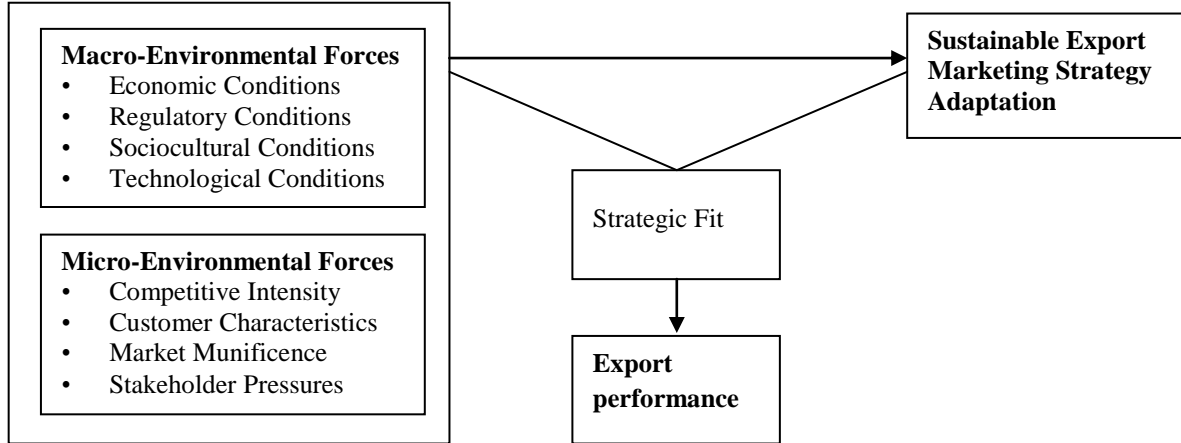 Macro-Environmental Forces
• Economic Conditions
• Regulatory Conditions
• Sociocultural Conditions
• Technological Conditions
Micro-Environmental Forces
• Competitive Intensity
• Customer Characteristics
• Market Munificence
• Stakeholder Pressures
Sustainable Export
Marketing Strategy
Adaptation
Strategic Fit
Export
performance